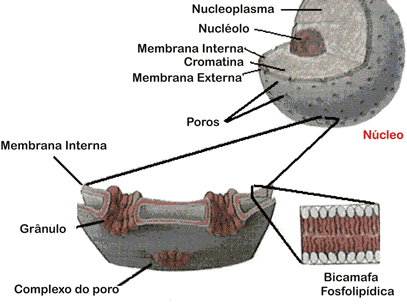 Nucleoplasma
Nucléolo
Membrana Interna
Cromatina
Membrana Externa
Poros
Núcleo
Membrana Interna
Grânulo
Complexo do poro
Bicamafa
Fosfolipídica